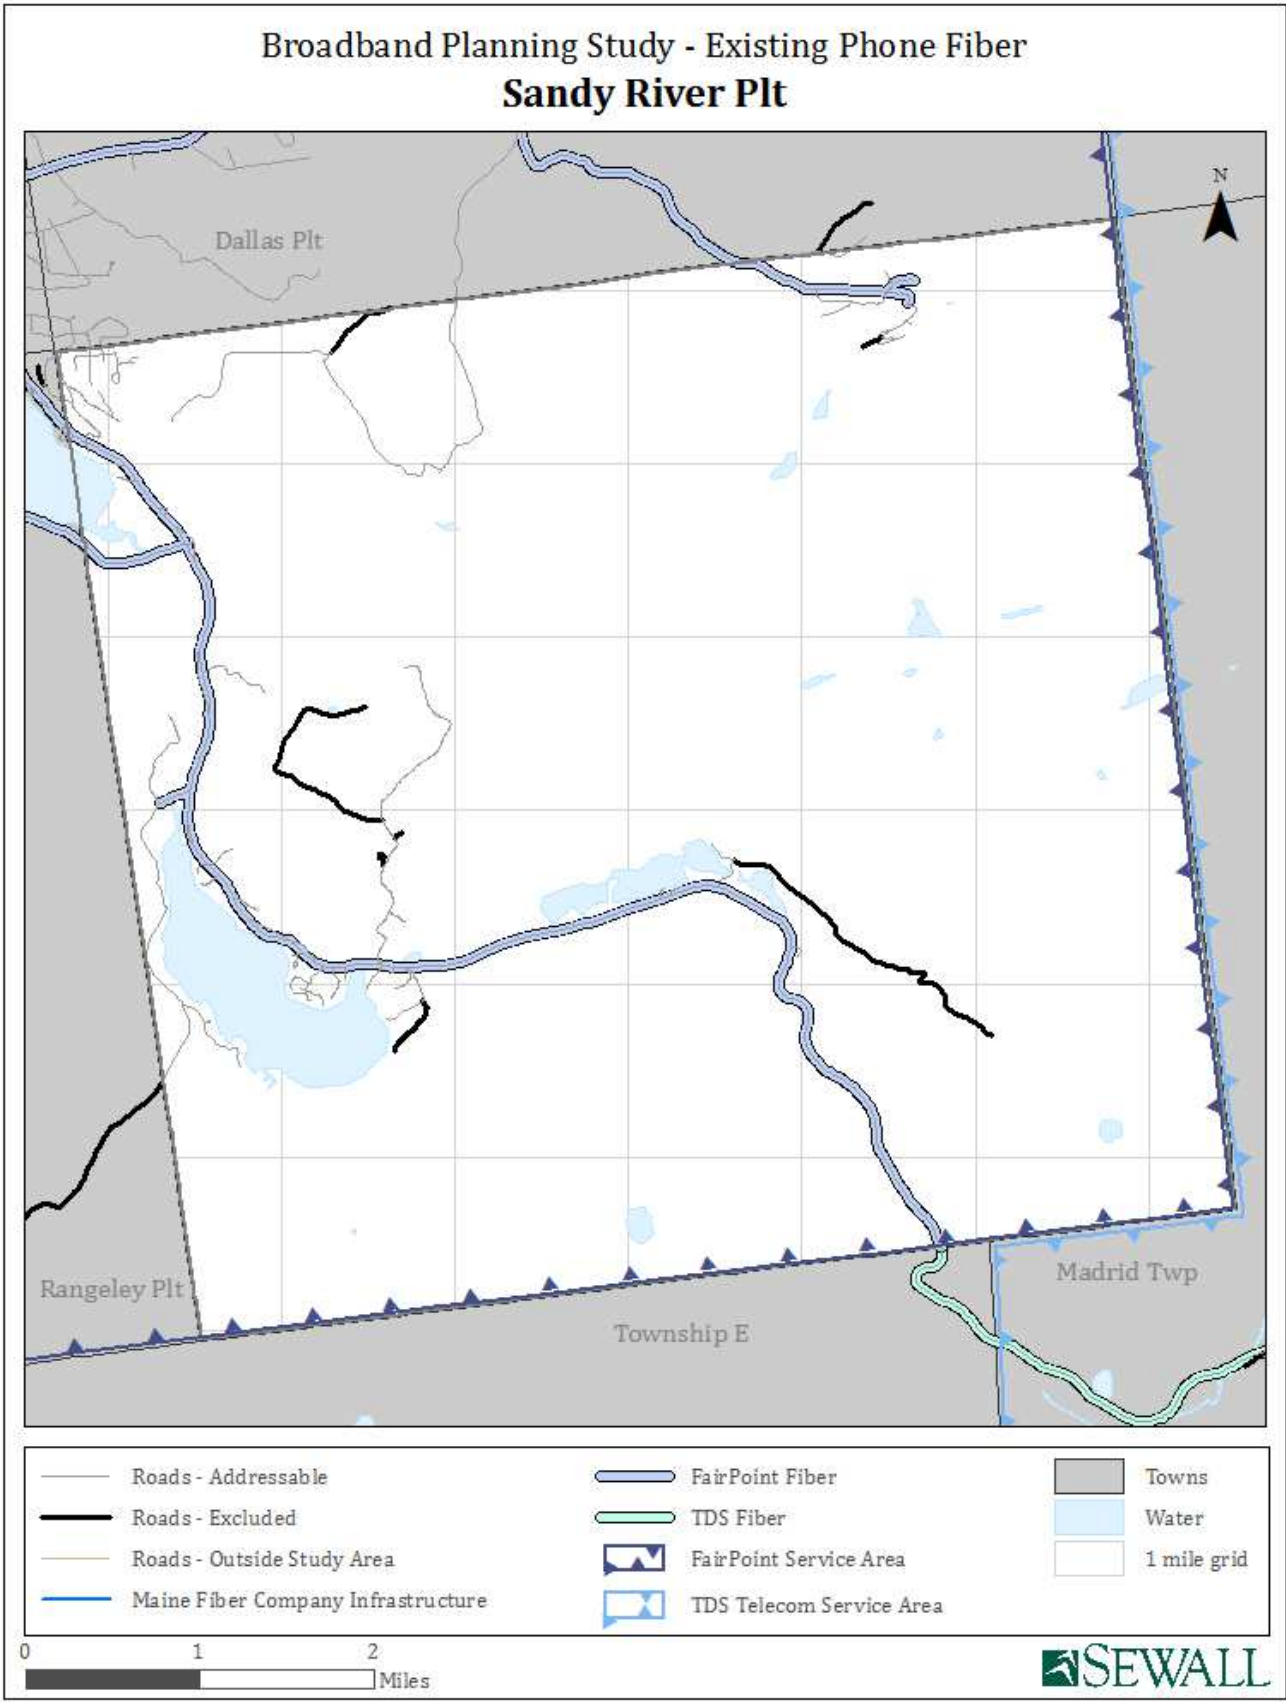 Broadband Planning Study - Existing Phone Fiber
Sandy River Plt
N
Dallas Plt
Rangeley Plt
Madrid Twp
Township E
Roads - Addressable
Roads - Excluded
Roads - Outside Study Area
Maine Fiber Company Infrastructure
FairPoint Fiber
TDS Fiber
FairPoint Service Area
TDS Telecom Service Area
Towns
Water
1 mile grid
0 1 2
Miles
SEWALL